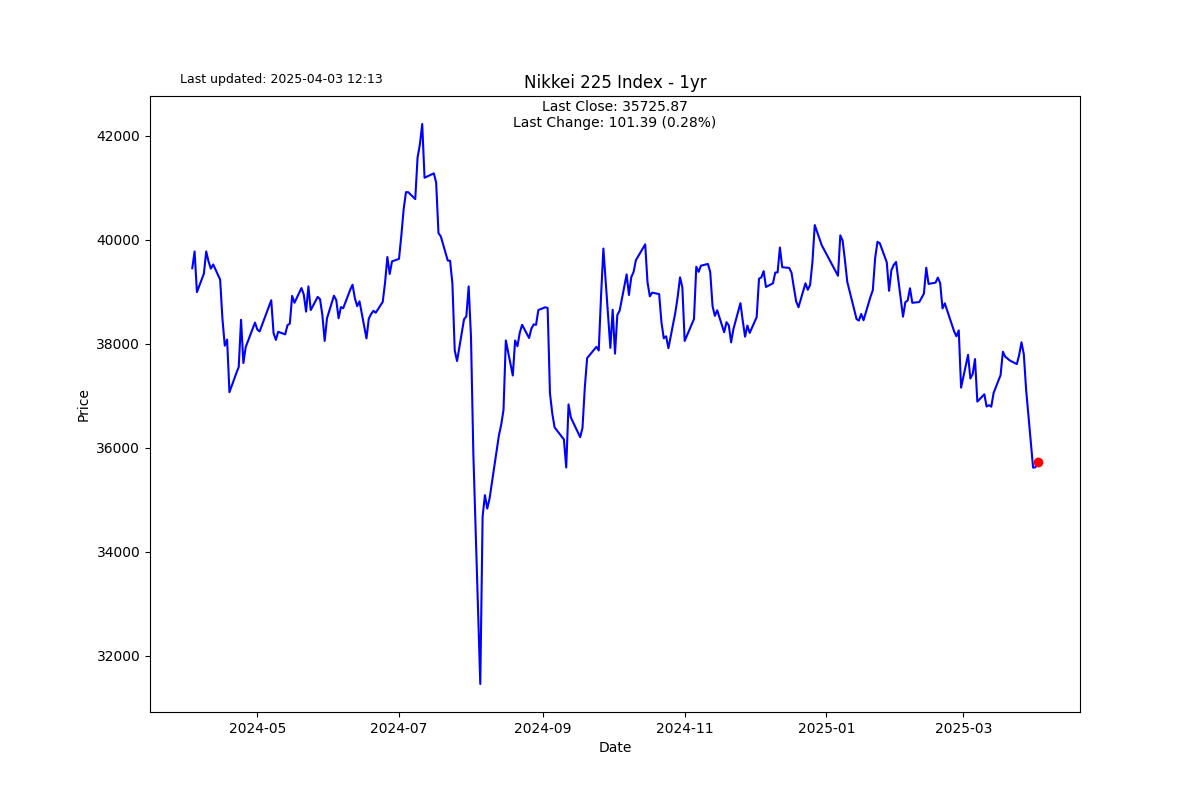 Last updated: 2025-04-03 12:13
Nikkei 225 Index - 1yr
Last Close: 35725.87
Last Change: 101.39 (0.28%)
42000
40000
38000
36000
34000
32000
Price
2024-05 2024-07 2024-09 2024-11 2025-01 2025-03
Date